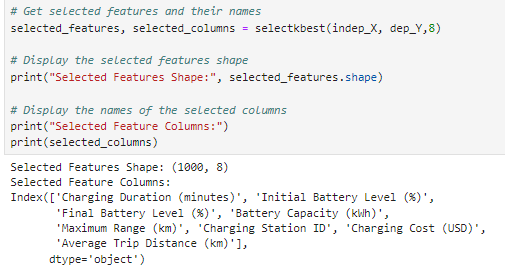 # Get selected features and their names
selected_features, selected_columns = selectkbest(indep_X, dep_Y,8)
# Display the selected features shape
print("Selected Features Shape:", selected_features.shape)
# Display the names of the selected columns
print("Selected Feature Columns:")
print(selected_columns)
Selected Features Shape: (1000, 8)
Selected Feature Columns:
Index(['Charging Duration (minutes)', 'Initial Battery Level (%)',
'Final Battery Level (%)', 'Battery Capacity (kWh)',
'Maximum Range (km)', 'Charging Station ID', 'Charging Cost (USD)',
'Average Trip Distance (km)'],
dtype='object')